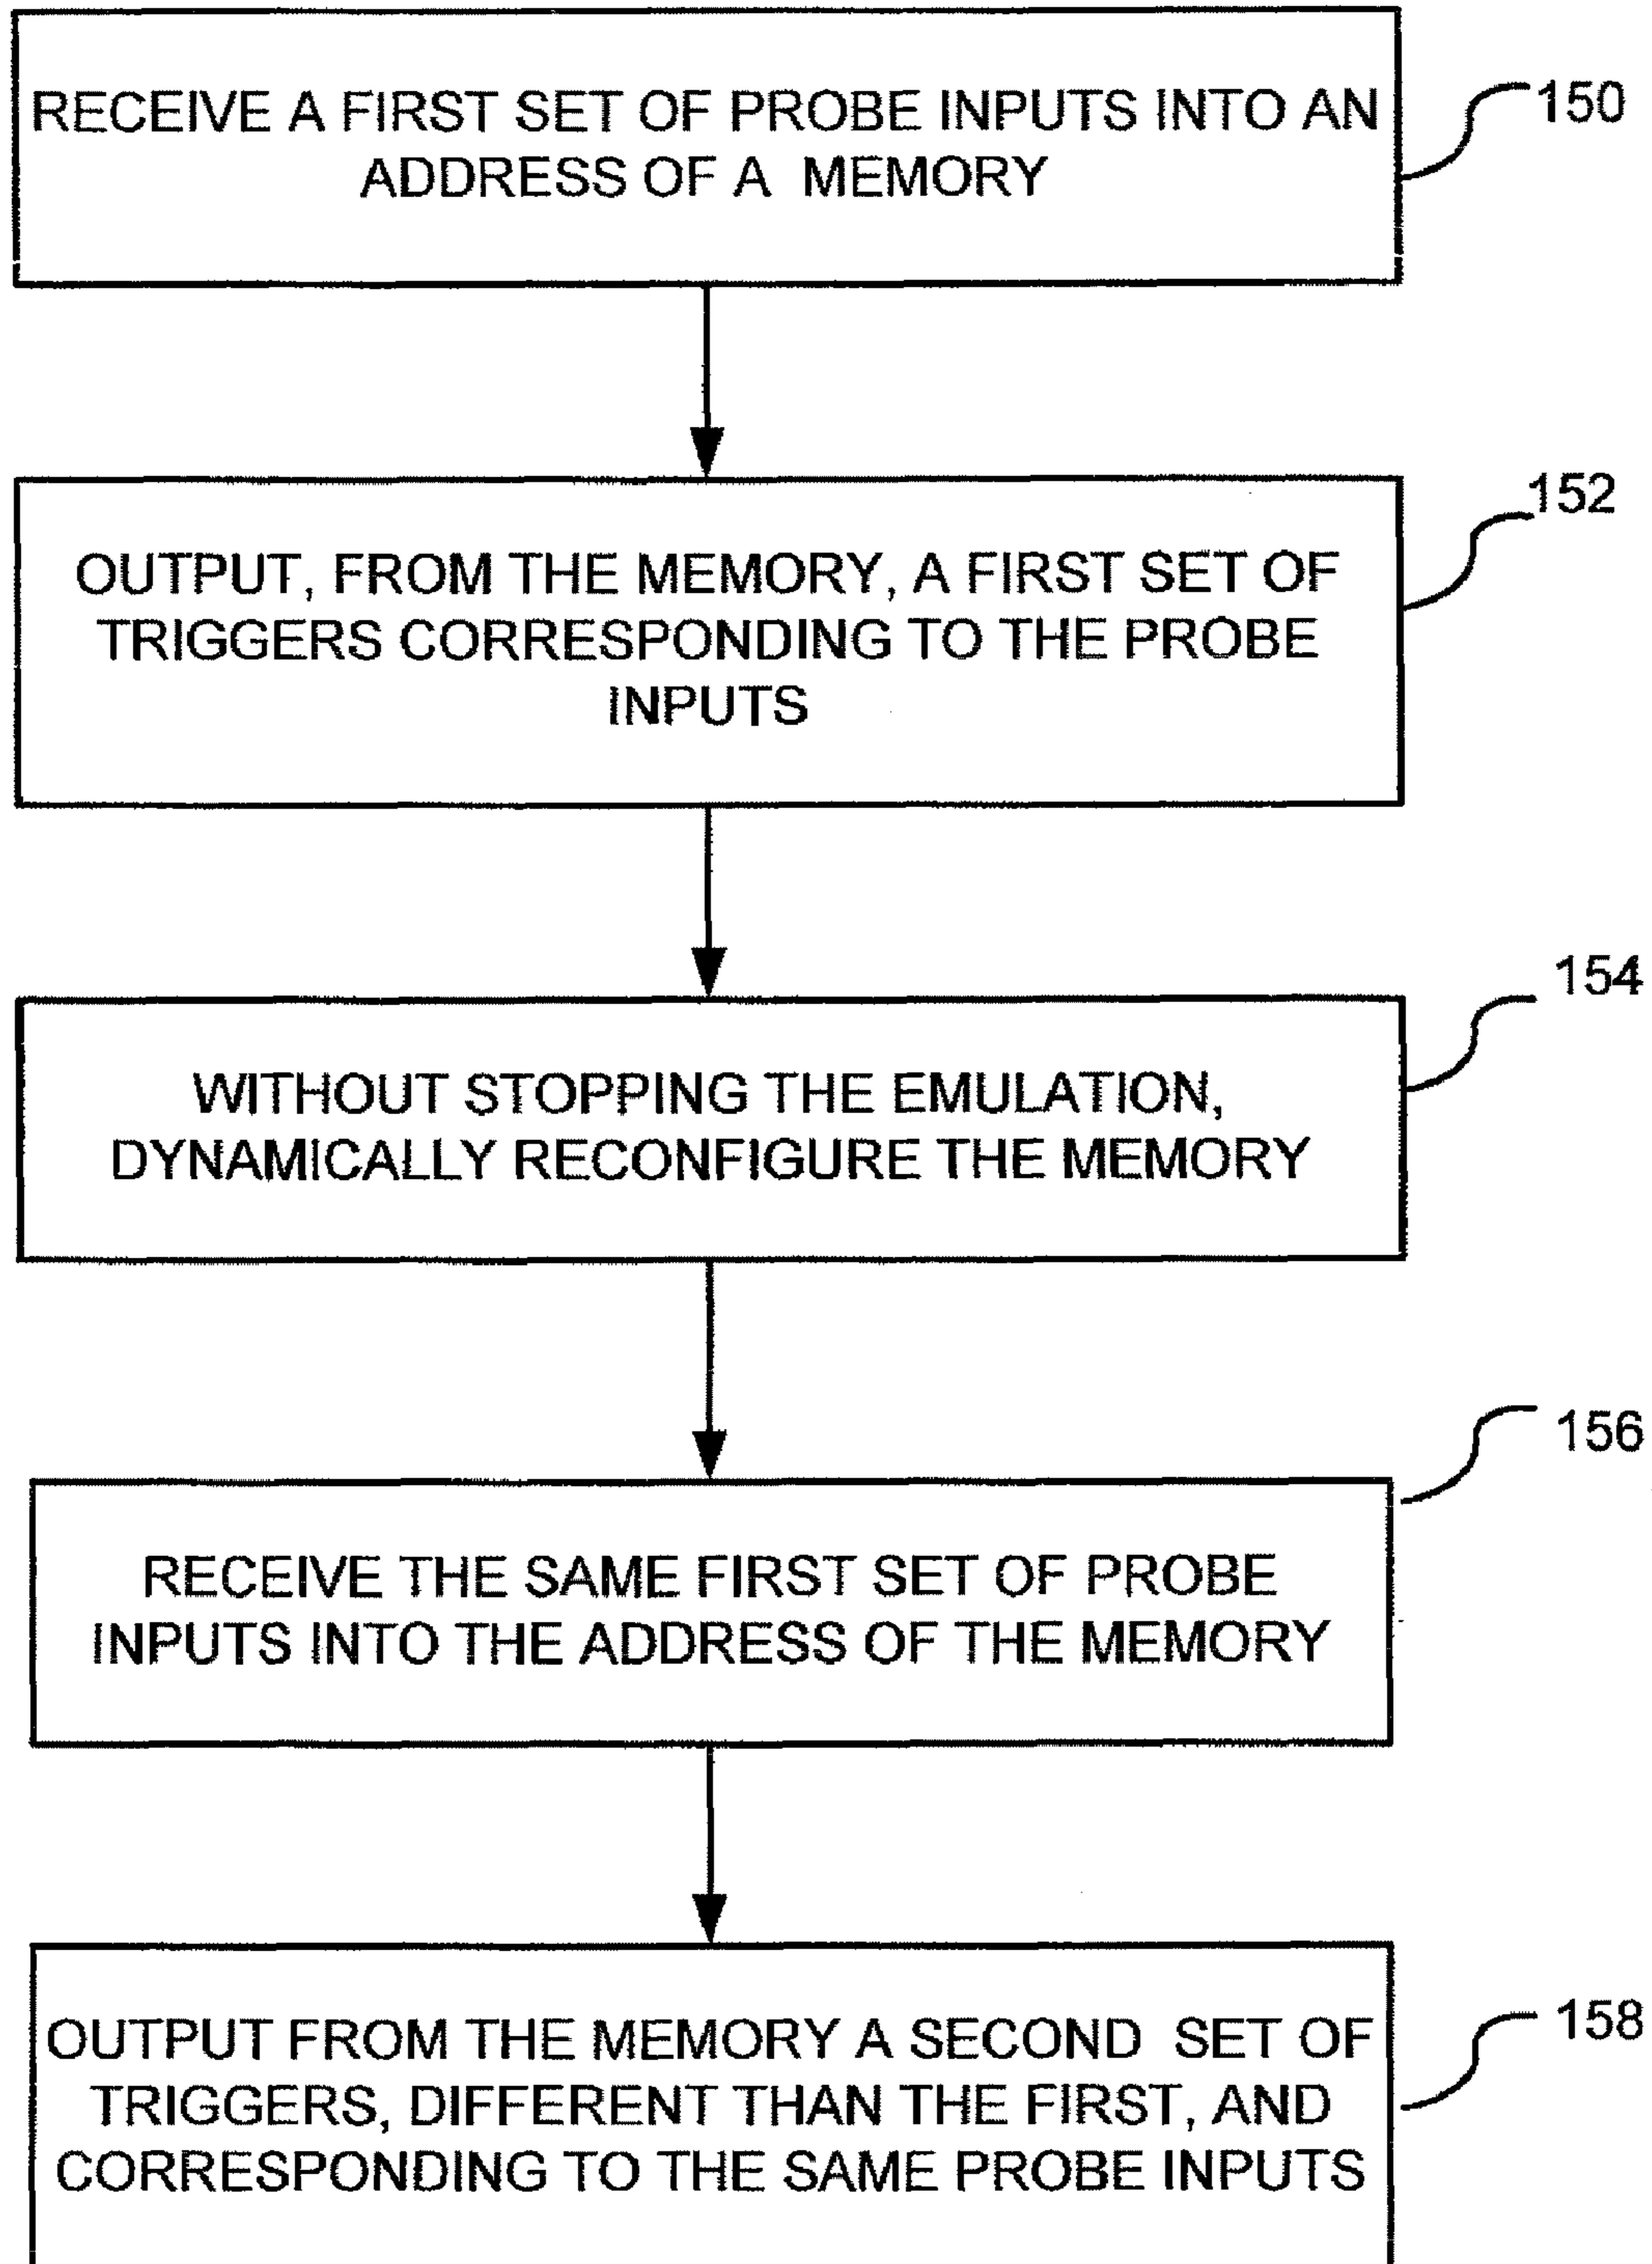 RECEIVE A FIRST SET OF PROBE INPUTS INTO AN
ADDRESS OF A MEMORY
150
OUTPUT, FROM THE MEMORY, A FIRST SET OF
TRIGGERS CORRESPONDING TO THE PROBE
INPUTS
152
WITHOUT STOPPING THE EMULATION,
DYNAMICALLY RECONFIGURE THE MEMORY
154
RECEIVE THE SAME FIRST SET OF PROBE
INPUTS INTO THE ADDRESS OF THE MEMORY
156
OUTPUT FROM THE MEMORY A SECOND SET OF
TRIGGERS, DIFFERENT THAN THE FIRST, AND
CORRESPONDING TO THE SAME PROBE INPUTS
158